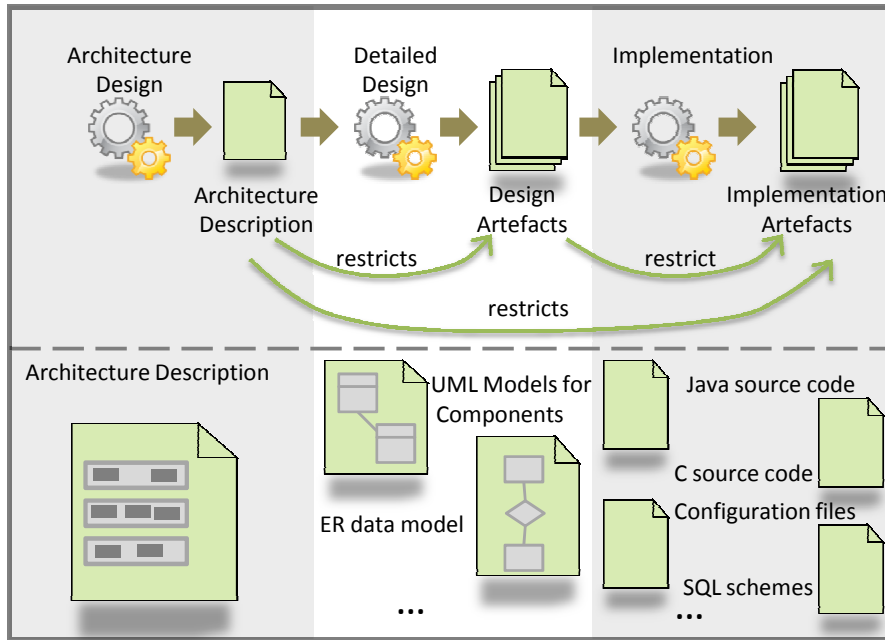 Architecture
Design
Detailed
Design
Implementation
Architecture
Description
Design
Artefacts
Implementation
Artefacts
restricts
restrict
restricts
Architecture Description
UML Models for
Components
ER data model
...
Java source code
C source code
Configuration files
SQL schemes
...